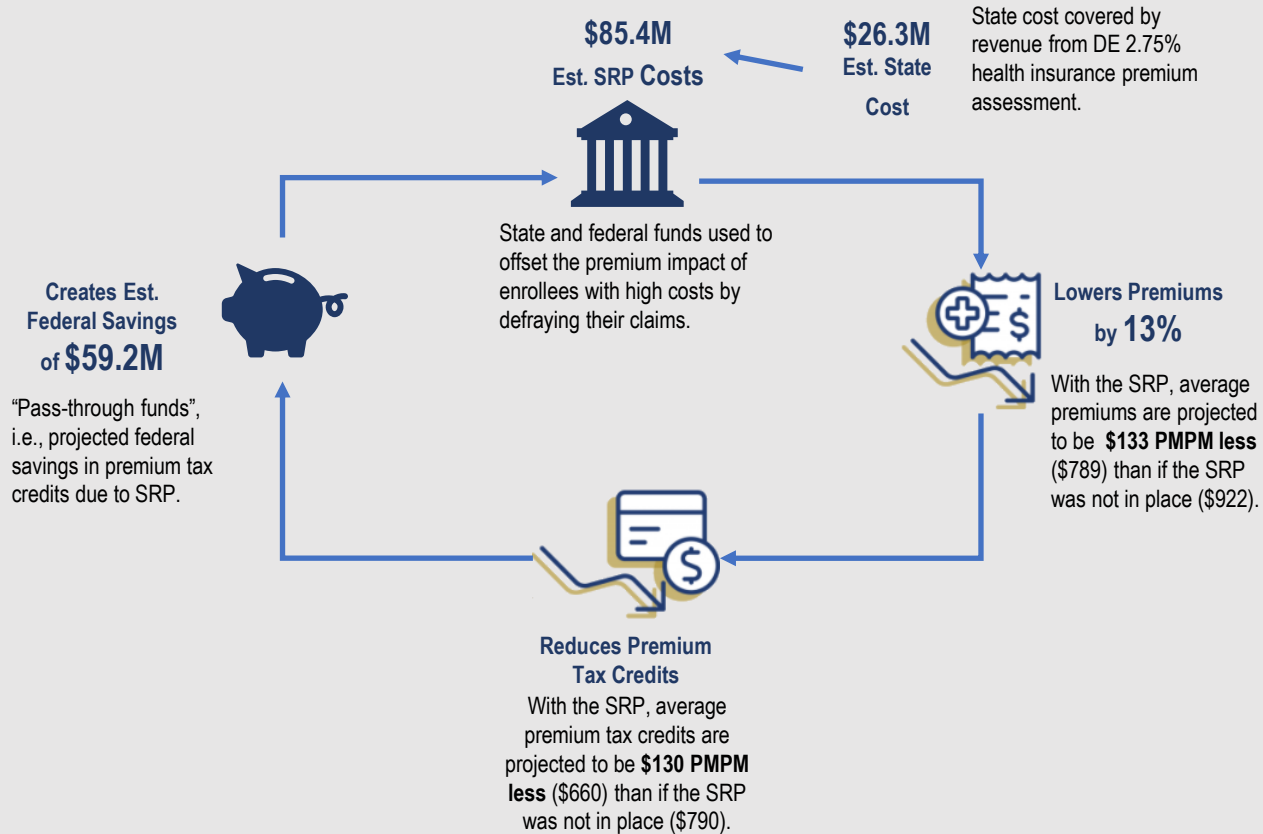 $85.4M
Est. SRP Costs
$26.3M
Est. State
Cost
State cost covered by
revenue from DE 2.75%
health insurance premium
assessment.
State and federal funds used to
offset the premium impact of
enrollees with high costs by
defraying their claims.
Lowers Premiums
by 13%
With the SRP, average
premiums are projected
to be $133 PMPM less
($789) than if the SRP
was not in place ($922).
$
$
Reduces Premium
Tax Credits
With the SRP, average
premium tax credits are
projected to be $130 PMPM
less ($660) than if the SRP
was not in place ($790).
Creates Est.
Federal Savings
of $59.2M
“Pass-through funds”,
i.e., projected federal
savings in premium tax
credits due to SRP.